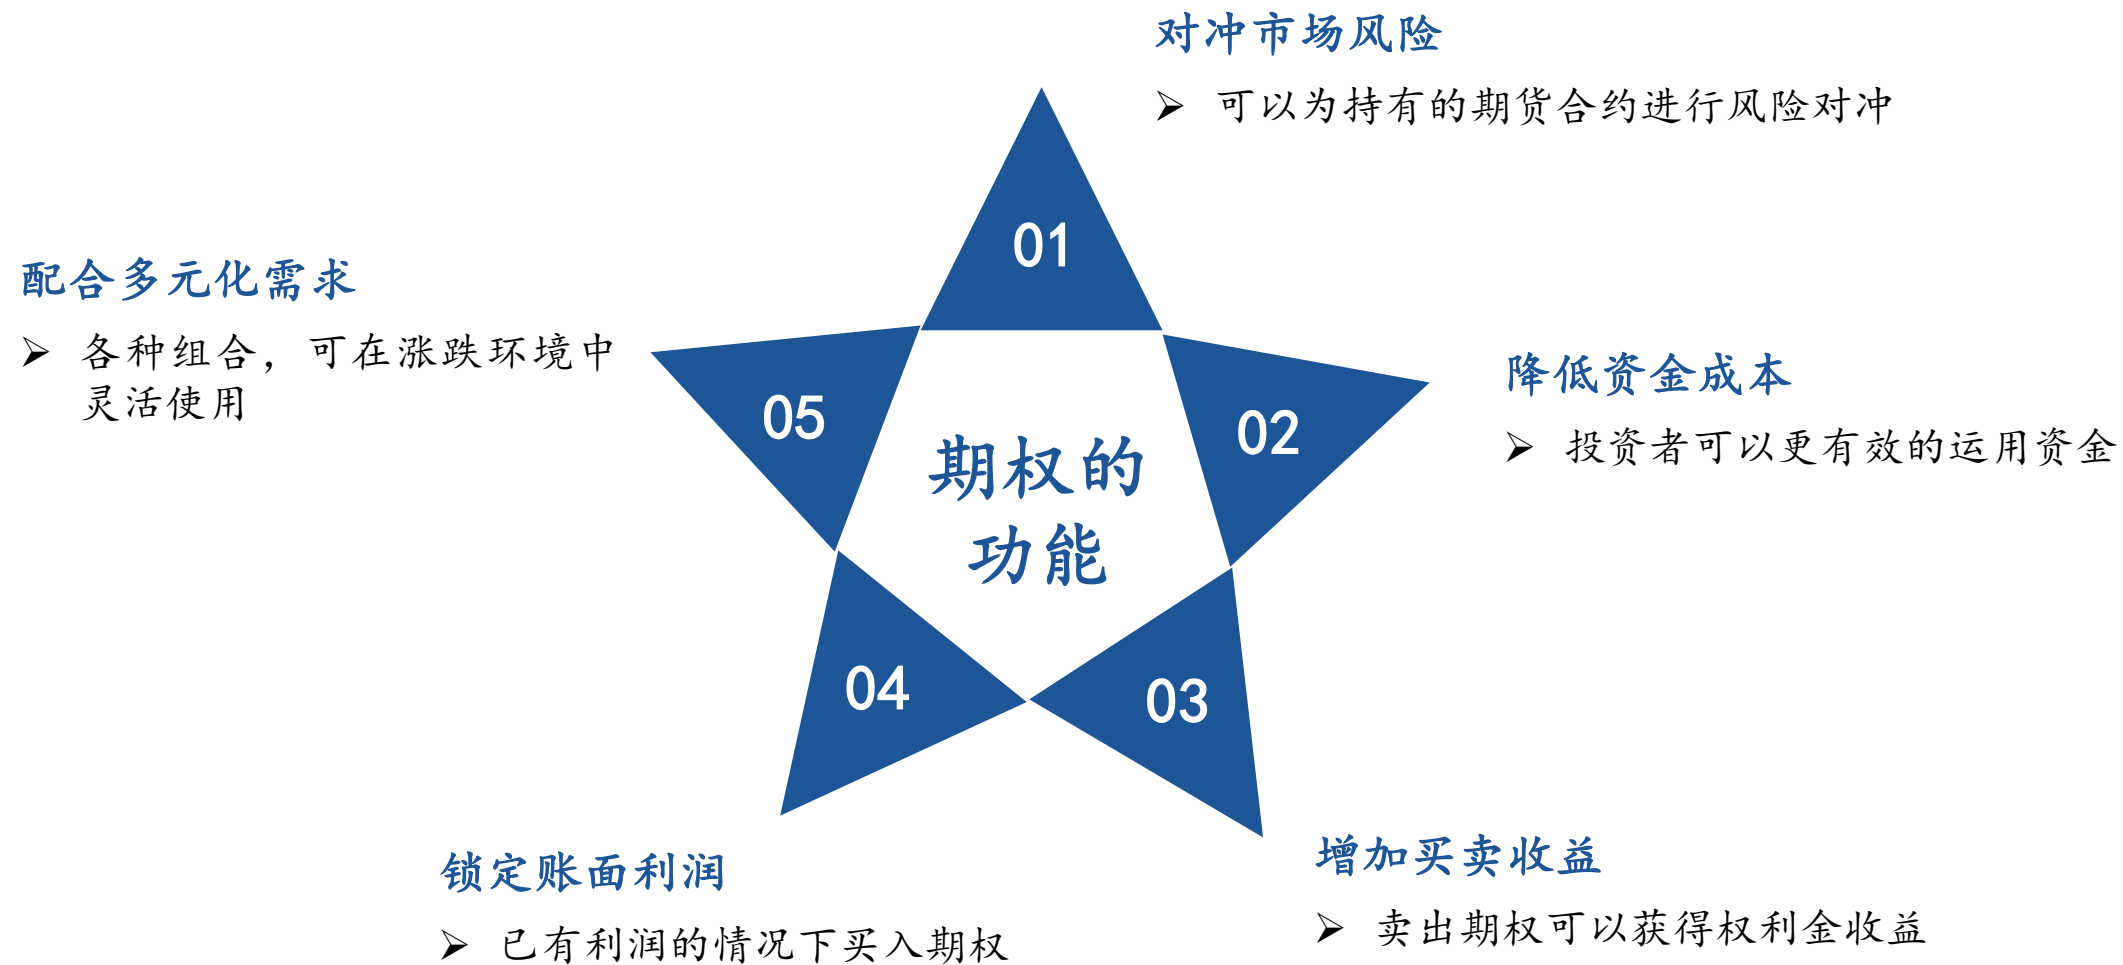 对冲市场风险
➢ 可以为持有的期货合约进行风险对冲
01
配合多元化需求
➢ 各种组合，可在涨跌环境中
灵活使用
05
02
降低资金成本
➢ 投资者可以更有效的运用资金
期权的
功能
04
03
锁定账面利润
➢ 已有利润的情况下买入期权
增加买卖收益
➢ 卖出期权可以获得权利金收益